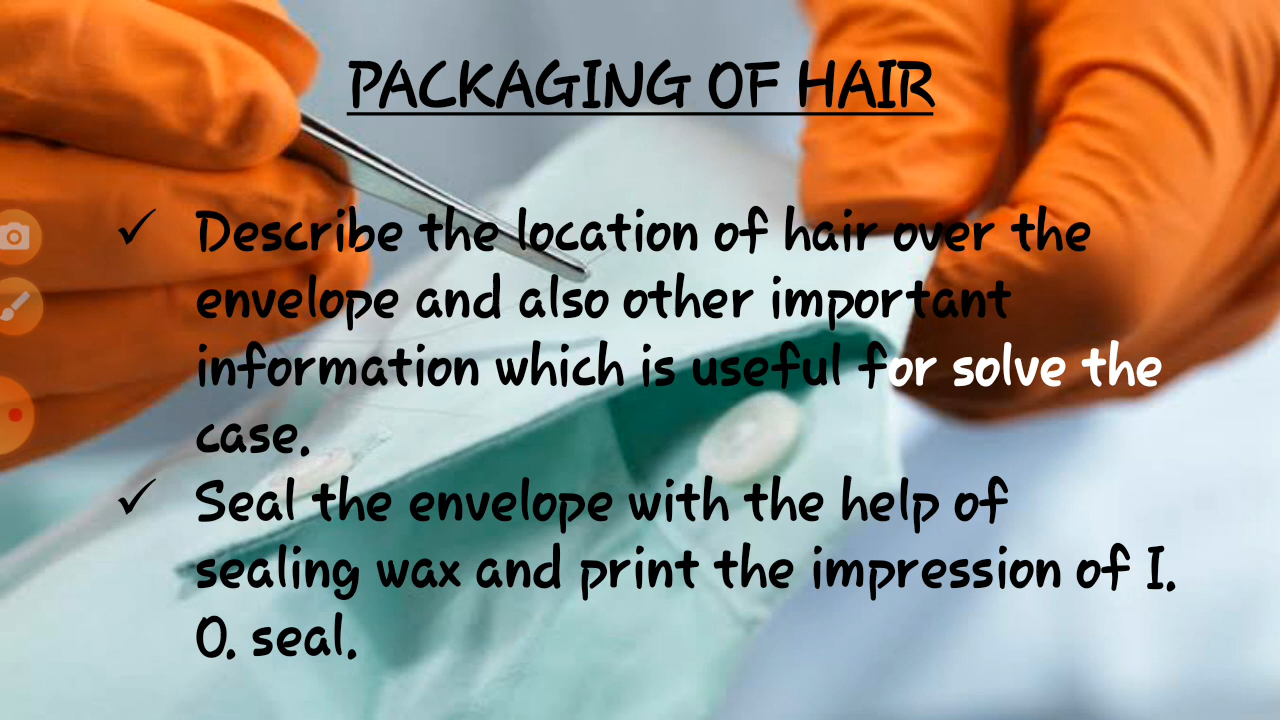 PACKAGING OF HAIR
✓ Describe the location of hair over the
envelope and also other important
information which is useful for solve the
case.
✓ Seal the envelope with the help of
sealing wax and print the impression of I.
O. seal.